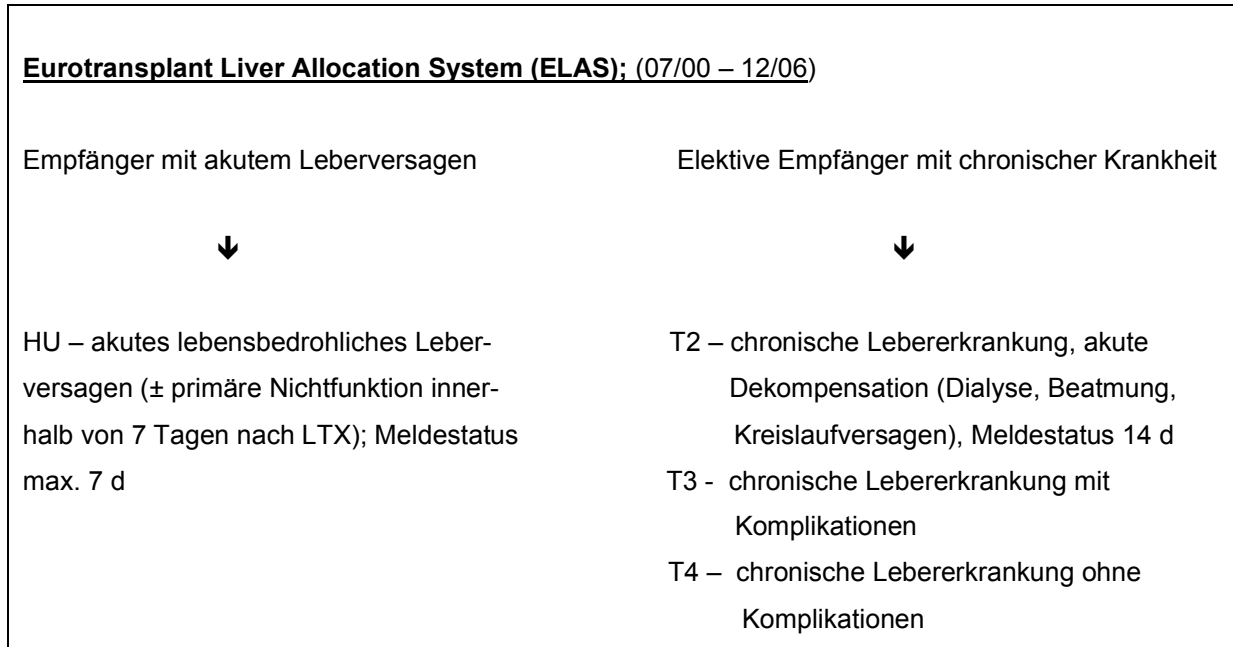 Eurotransplant Liver Allocation System (ELAS); (07/00 – 12/06)
Empfänger mit akutem Leberversagen
Elektive Empfänger mit chronischer Krankheit
HU – akutes lebensbedrohliches Leber-
versagen (± primäre Nichtfunktion inner-
halb von 7 Tagen nach LTX); Meldestatus
max. 7 d
T2 – chronische Lebererkrankung, akute
Dekompensation (Dialyse, Beatmung,
Kreislaufversagen), Meldestatus 14 d
T3 - chronische Lebererkrankung mit
Komplikationen
T4 – chronische Lebererkrankung ohne
Komplikationen